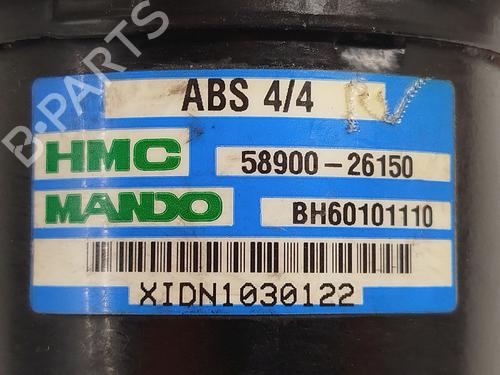 ABS 4/4
HMC 58900-26150
MANDO BH60101110
XIDN1030122
B-PARTS